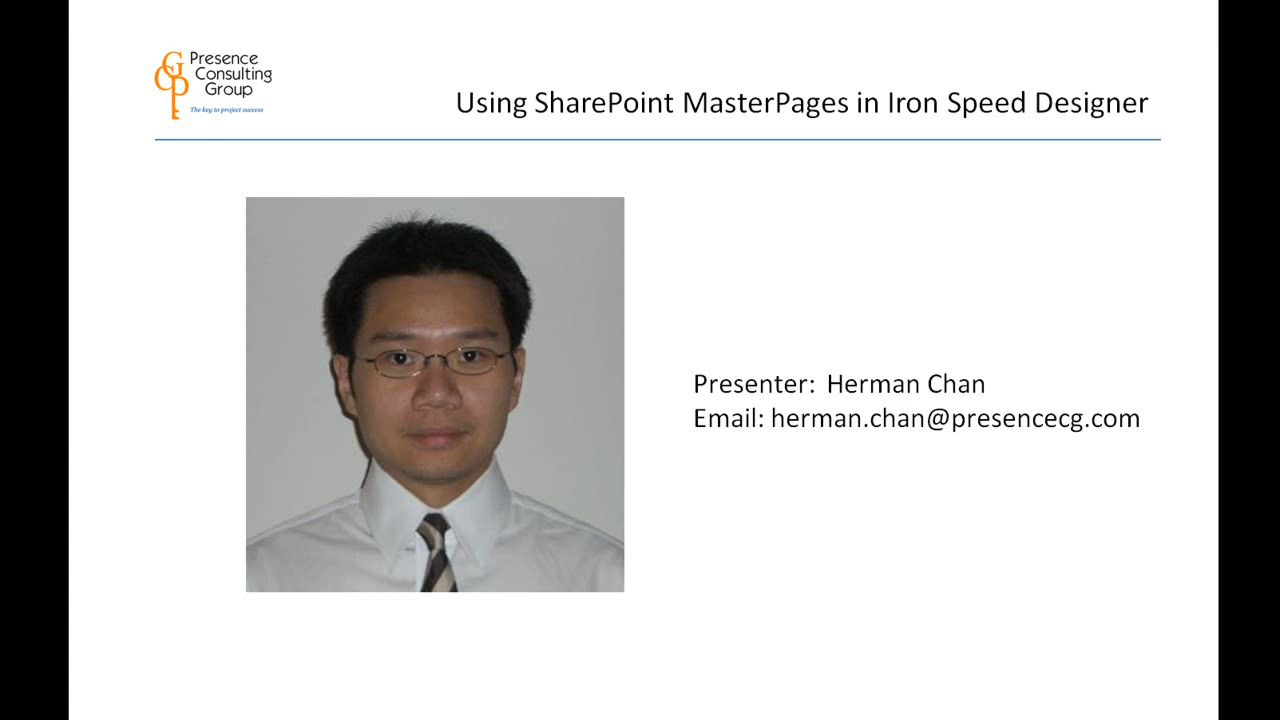 Presence
Consulting
Group
The key to project success
Using SharePoint MasterPages in Iron Speed Designer
Presenter: Herman Chan
Email: herman.chan@presencecg.com